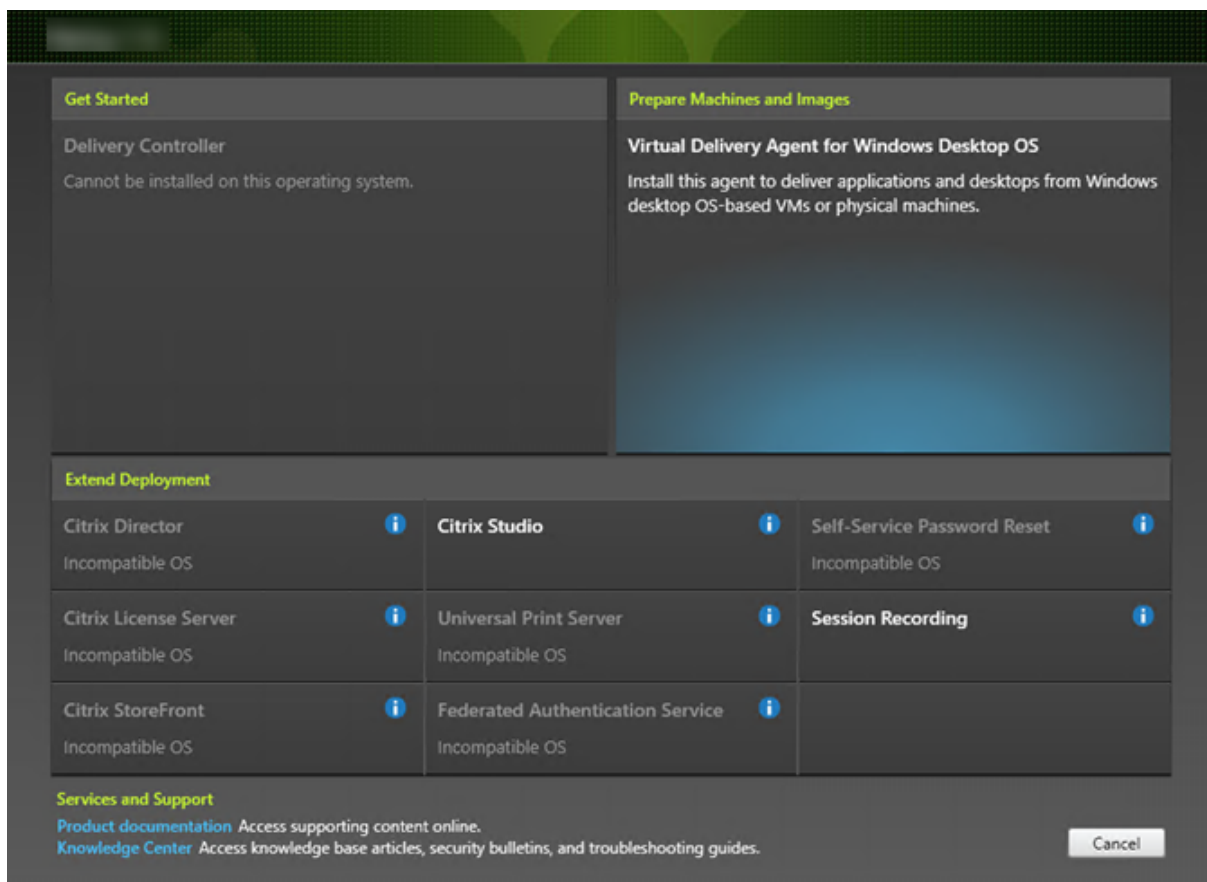 Get Started
Delivery Controller
Cannot be installed on this operating system.
Prepare Machines and Images
Virtual Delivery Agent for Windows Desktop OS
Install this agent to deliver applications and desktops from Windows
desktop OS-based VMs or physical machines.
Extend Deployment
Citrix Director
Incompatible OS
Citrix Studio
Self-Service Password Reset
Incompatible OS
Citrix License Server
Incompatible OS
Universal Print Server
Incompatible OS
Session Recording
Citrix StoreFront
Incompatible OS
Federated Authentication Service
Incompatible OS
Services and Support
Product documentation Access supporting content online.
Knowledge Center Access knowledge base articles, security bulletins, and troubleshooting guides.
Cancel